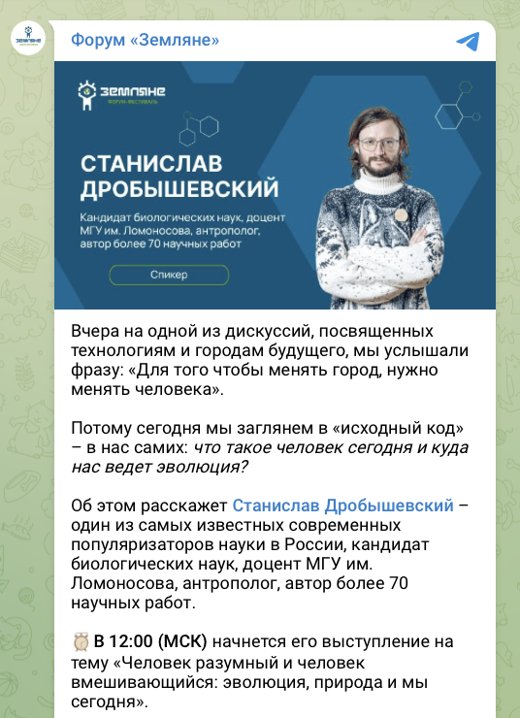 Форум «Земляне»
ЗЕМЛЯНЕ
ФОРУМ-ФЕСТИВАЛЬ
СТАНИСЛАВ
ДРОБЫШЕВСКИЙ
Кандидат биологических наук, доцент
МГУ им. Ломоносова, антрополог,
автор более 70 научных работ
Спикер
Вчера на одной из дискуссий, посвященных
технологиям и городам будущего, мы услышали
фразу: «Для того чтобы менять город, нужно
менять человека».
Потому сегодня мы заглянем в «исходный код»
– в нас самих: что такое человек сегодня и куда
нас ведет эволюция?
Об этом расскажет Станислав Дробышевский –
один из самых известных современных
популяризаторов науки в России, кандидат
биологических наук, доцент МГУ им.
Ломоносова, антрополог, автор более 70
научных работ.
⏰ В 12:00 (МСК) начнется его выступление на
тему «Человек разумный и человек
вмешивающийся: эволюция, природа и мы
сегодня».